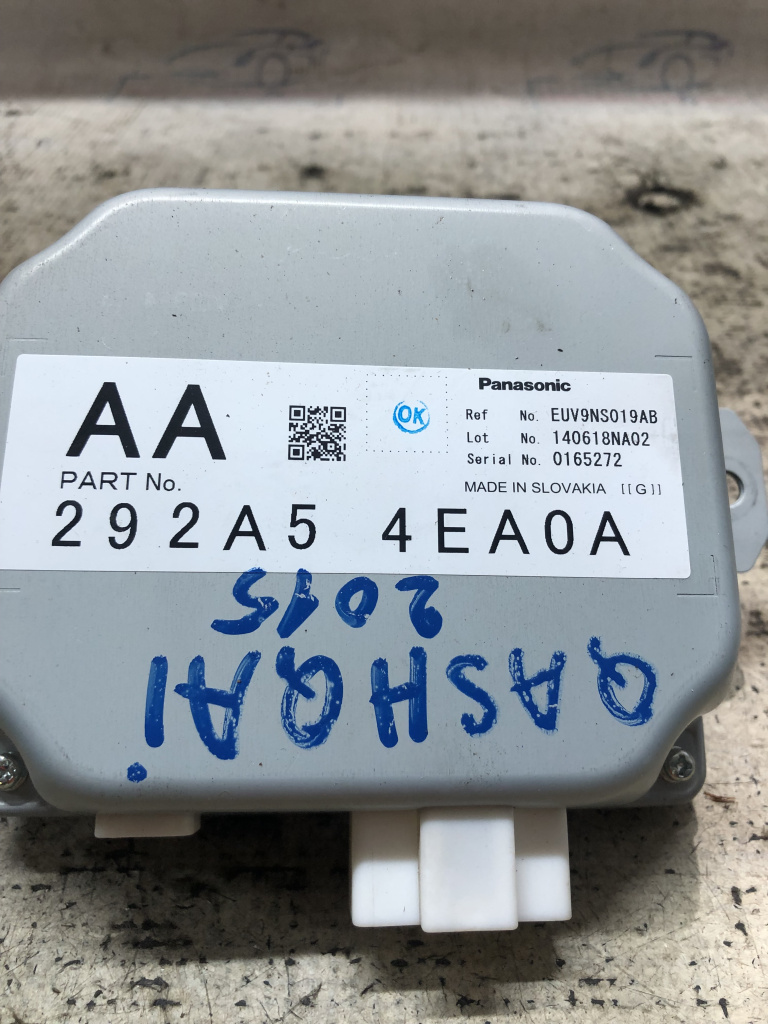 AA
OK
Panasonic
Ref No. EUV9NS019AB
Lot No. 140618NA02
Serial No. 0165272
MADE IN SLOVAKIA [[G]]
PART No.
292A5 4EA0A
QASHQAi
2015